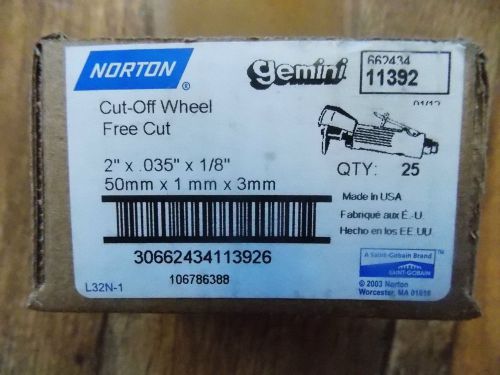 NORTON ®
gemini
662434
11392
01/12
Cut-Off Wheel
Free Cut
2" x .035" x 1/8"
50mm x 1 mm x 3mm
QTY: 25
Made in USA
Fabriqué aux É.-U.
Hecho en los EE.UU.
30662434113926
106786388
L32N-1
A Saint-Gobain Brand ™
SAINT-GOBAIN
© 2003 Norton
Worcester, MA 01615